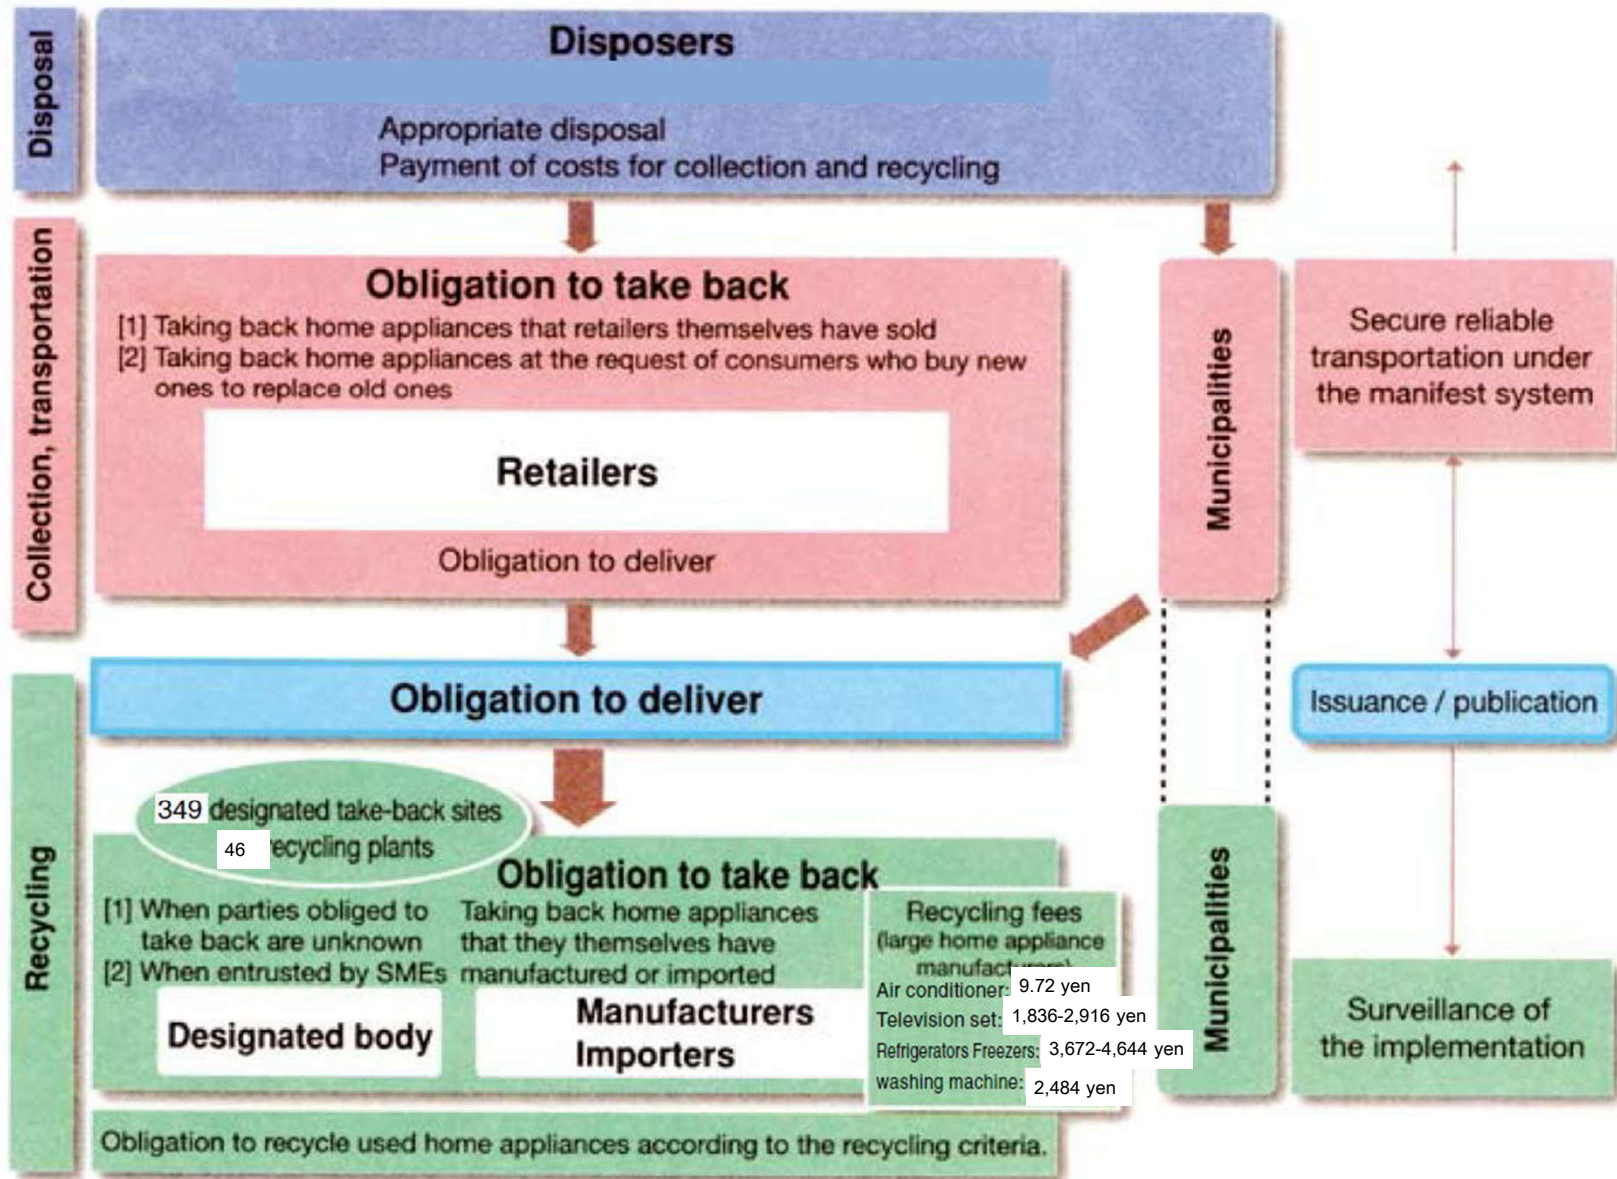 Disposal
Disposers
Appropriate disposal
Payment of costs for collection and recycling
Collection, transportation
Obligation to take back
[1] Taking back home appliances that retailers themselves have sold
[2] Taking back home appliances at the request of consumers who buy new
ones to replace old ones
Retailers
Obligation to deliver
Municipalities
Secure reliable
transportation under
the manifest system
Obligation to deliver
Issuance / publication
Recycling
349 designated take-back sites
46 ecycling plants
Obligation to take back
[1] When parties obliged to
take back are unknown
[2] When entrusted by SMEs
Designated body
Taking back home appliances
that they themselves have
manufactured or imported
Manufacturers
Importers
Recycling fees
(large home appliance
manufacturers)
Air conditioner: 9.72 yen
Television set: 1,836-2,916 yen
Refrigerators Freezers: 3,672-4,644 yen
washing machine: 2,484 yen
Municipalities
Surveillance of
the implementation
Obligation to recycle used home appliances according to the recycling criteria.